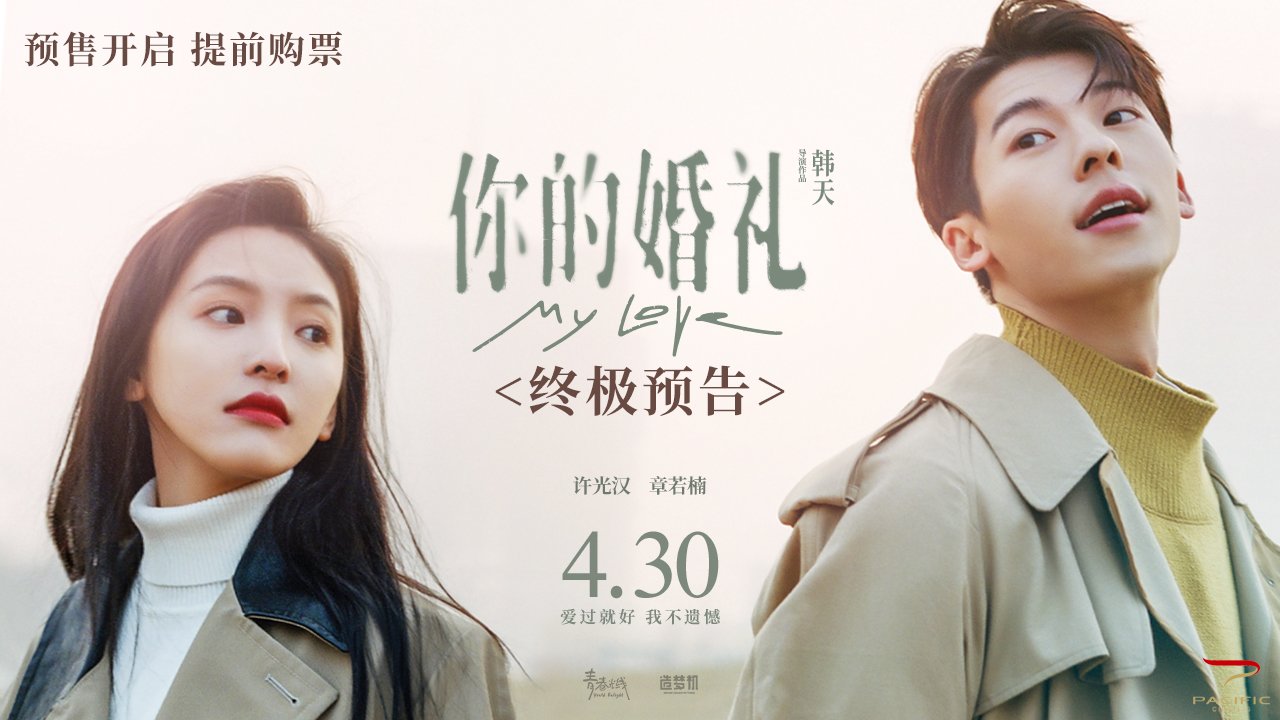 预售开启 提前购票
你的婚礼
韩天
导演作品
My Love
<终极预告>
许光汉 章若楠
4.30
爱过就好 我不遗憾
青春光线
造梦机
PACIFIC